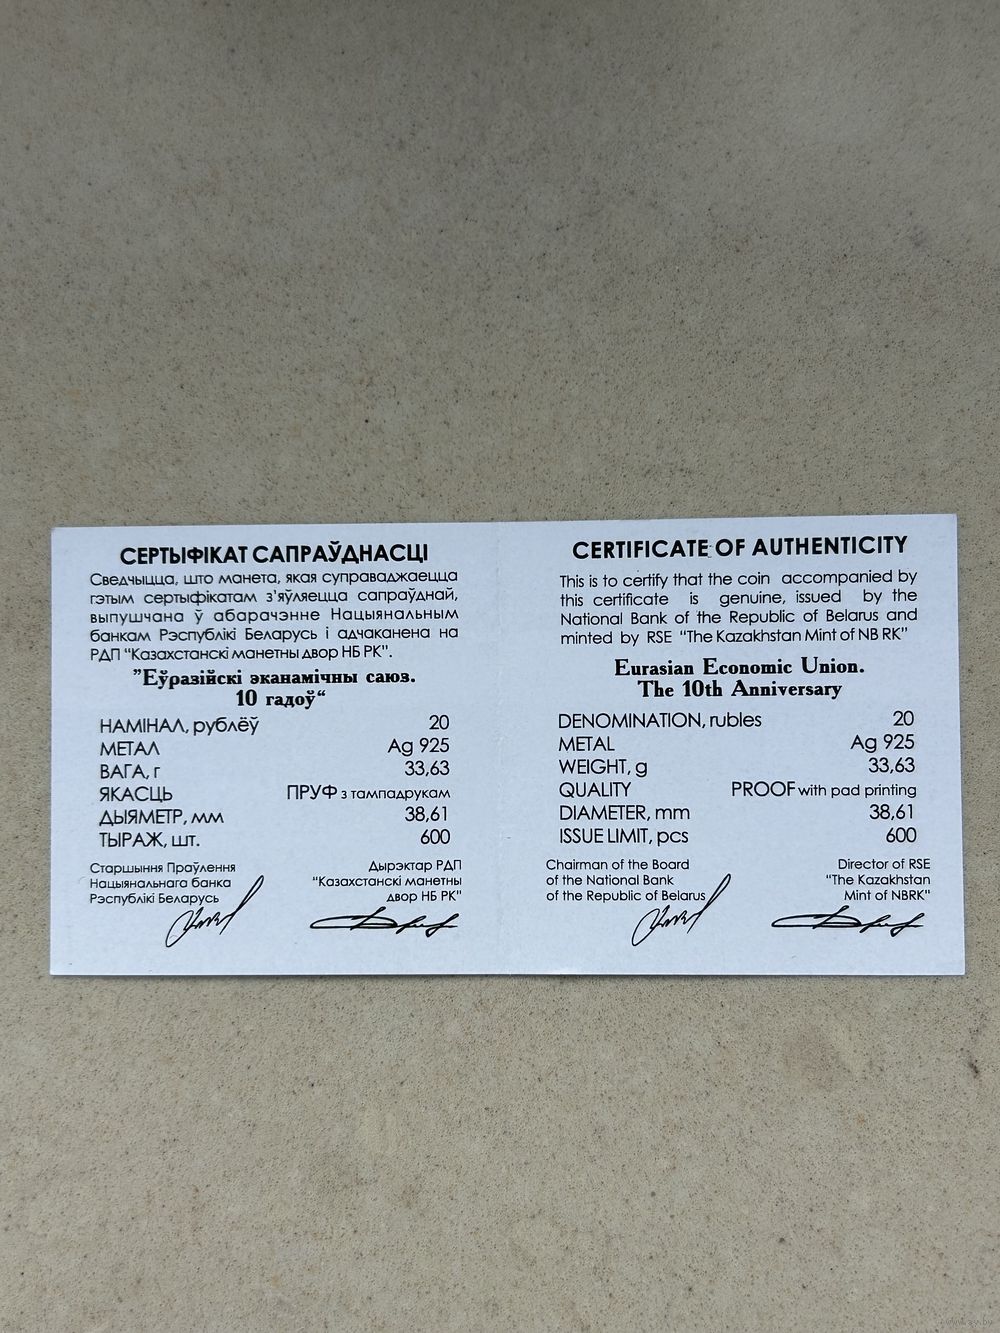 СЕРТЫФІКАТ САПРАЎДНАСЦІ
Сведчыцца, што манета, якая суправаджаецца
гэтым сертыфікатам з'яўляецца сапраўднай,
выпушчана ў абарачэнне Нацыянальным
банкам Рэспублікі Беларусь і адчаканена на
РДП "Казахстанскі манетны двор НБ РК".
"Еўразійскі эканамічны саюз.
10 гадоў"
НАМІНАЛ, рублёў 20
МЕТАЛ Ag 925
ВАГА, г 33,63
ЯКАСЦЬ ПРУФ з тампадрукам
ДЫЯМЕТР, мм 38,61
ТЫРАЖ, шт. 600
Старшыння Праўлення
Нацыянальнага банка
Рэспублікі Беларусь
Дырэктар РДП
"Казахстанскі манетны
двор НБ РК"
CERTIFICATE OF AUTHENTICITY
This is to certify that the coin accompanied by
this certificate is genuine, issued by the
National Bank of the Republic of Belarus and
minted by RSE "The Kazakhstan Mint of NB RK"
Eurasian Economic Union.
The 10th Anniversary
DENOMINATION, rubles 20
METAL Ag 925
WEIGHT, g 33,63
QUALITY PROOF with pad printing
DIAMETER, mm 38,61
ISSUE LIMIT, pcs 600
Chairman of the Board
of the National Bank
of the Republic of Belarus
Director of RSE
"The Kazakhstan
Mint of NBRK"